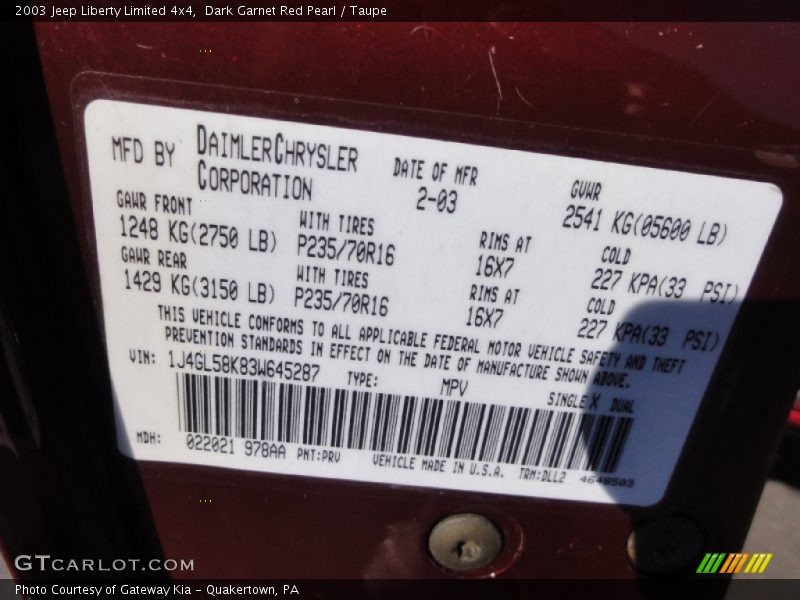 2003 Jeep Liberty Limited 4x4,  Dark Garnet Red Pearl / Taupe
MFD BY DAIMLERCHRYSLER CORPORATION
DATE OF MFR 2-03
GVWR 2541 KG(05600 LB)
GAWR FRONT 1248 KG(2750 LB)
WITH TIRES P235/70R16
RIMS AT 16X7
COLD 227 KPA(33 PSI)
GAWR REAR 1429 KG(3150 LB)
WITH TIRES P235/70R16
RIMS AT 16X7
COLD 227 KPA(33 PSI)
THIS VEHICLE CONFORMS TO ALL APPLICABLE FEDERAL MOTOR VEHICLE SAFETY AND THEFT
PREVENTION STANDARDS IN EFFECT ON THE DATE OF MANUFACTURE SHOWN ABOVE.
VIN: 1J4GL58K83W645287 TYPE: MPV SINGLE X DUAL
MDH: 022021 978AA PNT:PRV VEHICLE MADE IN U.S.A. TRM:DLL2 4648503
GTCARLOT.COM
Photo Courtesy of Gateway Kia - Quakertown, PA